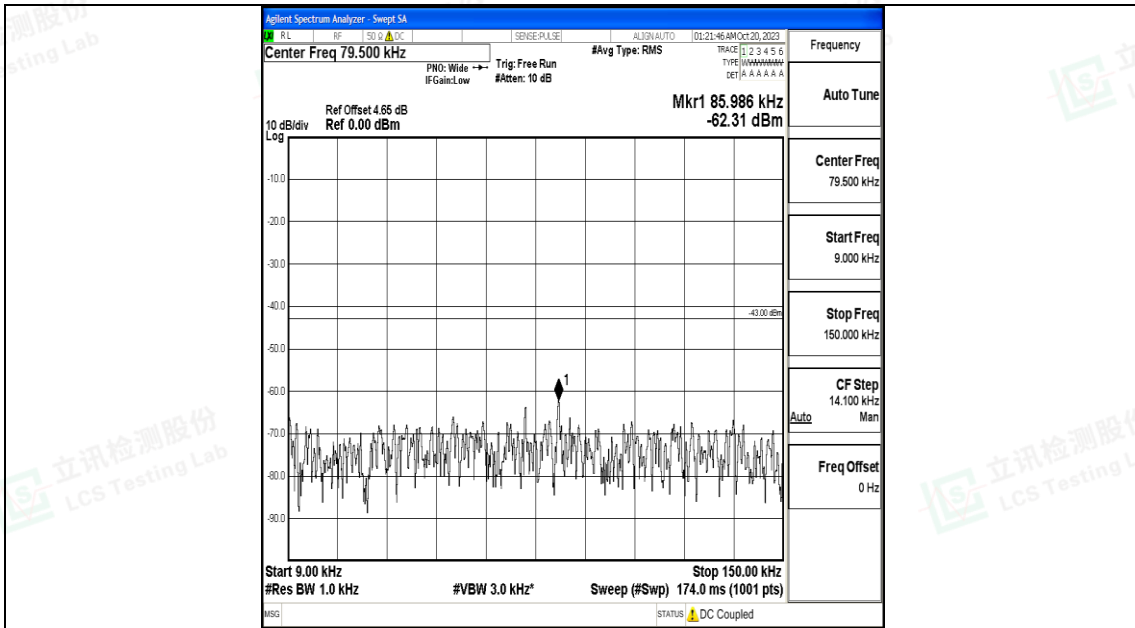 Agilent Spectrum Analyzer - Swept SA
RL RF 50 Ω DC SENSE:PULSE ALIGN AUTO 01:21:46 AM Oct 20, 2023
Center Freq 79.500 kHz
PNO: Wide
IFGain:Low
Trig: Free Run
#Atten: 10 dB
#Avg Type: RMS
TRACE 1 2 3 4 5 6
TYPE
DET A A A A A A
Mkr1 85.986 kHz
-62.31 dBm
Ref Offset 4.65 dB
10 dB/div Ref 0.00 dBm
Log
-10.0
-20.0
-30.0
-40.0
-43.00 dBm
-50.0
-60.0
1
-70.0
-80.0
-90.0
Start 9.00 kHz Stop 150.00 kHz
#Res BW 1.0 kHz #VBW 3.0 kHz* Sweep (#Swp) 174.0 ms (1001 pts)
MSG STATUS DC Coupled
Frequency
Auto Tune
Center Freq
79.500 kHz
Start Freq
9.000 kHz
Stop Freq
150.000 kHz
CF Step
14.100 kHz
Auto Man
Freq Offset
0 Hz
立讯检测股份
LCS Testing Lab
立讯检测股份
LCS Testing L